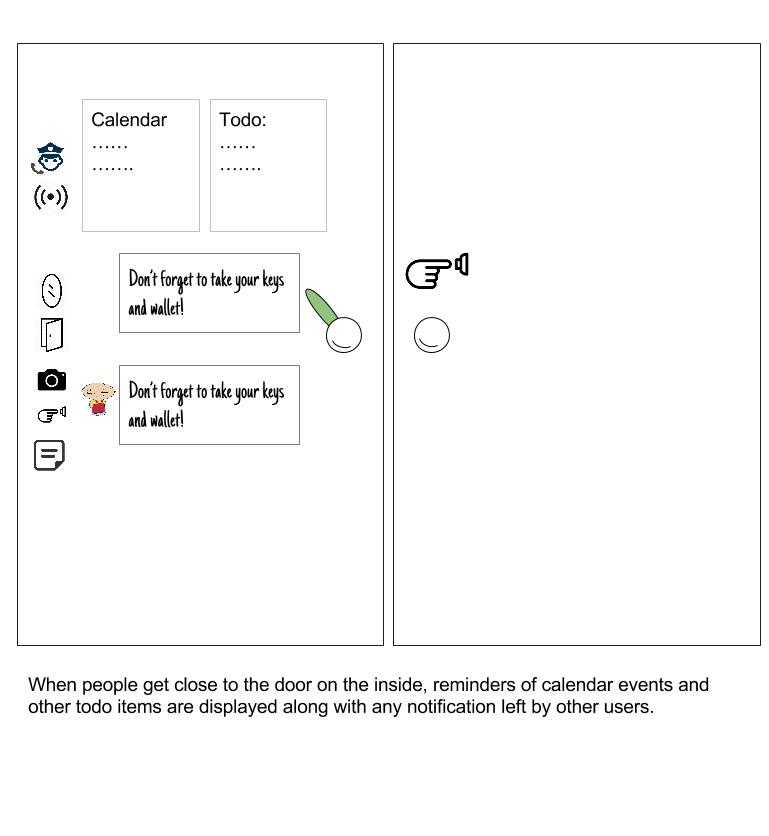 Calendar
……
…….
Todo:
……
…….
Don't forget to take your keys
and wallet!
Don't forget to take your keys
and wallet!
When people get close to the door on the inside, reminders of calendar events and
other todo items are displayed along with any notification left by other users.